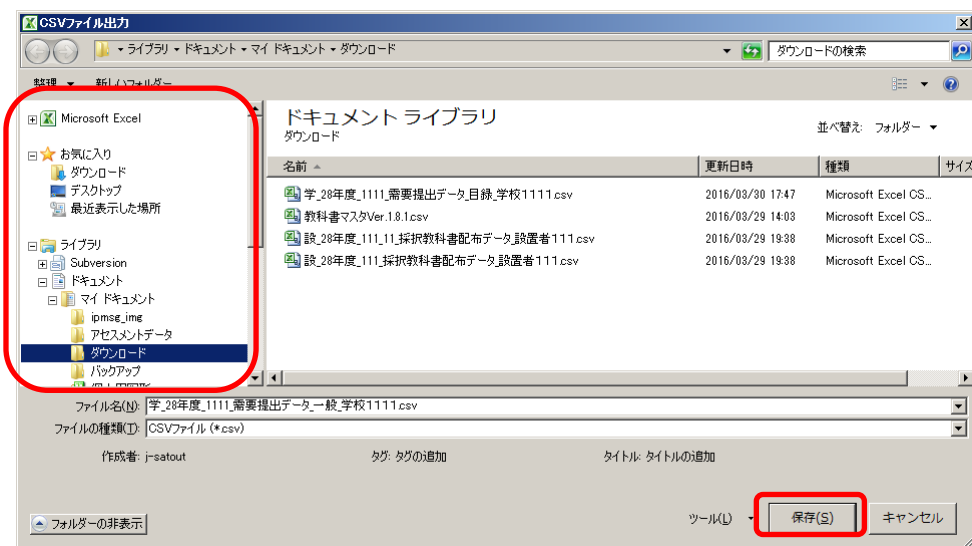 CSVファイル出力
ライブラリ ドキュメント マイ ドキュメント ダウンロード
ダウンロードの検索
整理 新しいフォルダー
Microsoft Excel
お気に入り
ダウンロード
デスクトップ
最近表示した場所
ライブラリ
Subversion
ドキュメント
マイ ドキュメント
ipmsg_img
アセスメントデータ
ダウンロード
バックアップ
ドキュメント ライブラリ
ダウンロード
並べ替え: フォルダー
名前 更新日時 種類 サイズ
学_28年度_1111_需要提出データ_目録_学校1111.csv 2016/03/30 17:47 Microsoft Excel CS...
教科書マスタVer.1.8.1.csv 2016/03/29 14:03 Microsoft Excel CS...
設_28年度_111_11_採択教科書配布データ_設置者111.csv 2016/03/29 19:38 Microsoft Excel CS...
設_28年度_111_採択教科書配布データ_設置者111.csv 2016/03/29 19:38 Microsoft Excel CS...
ファイル名(N): 学_28年度_1111_需要提出データ_一般_学校1111.csv
ファイルの種類(T): CSVファイル (*.csv)
作成者: j-satout タグ: タグの追加 タイトル: タイトルの追加
フォルダーの非表示
ツール(L) 保存(S) キャンセル